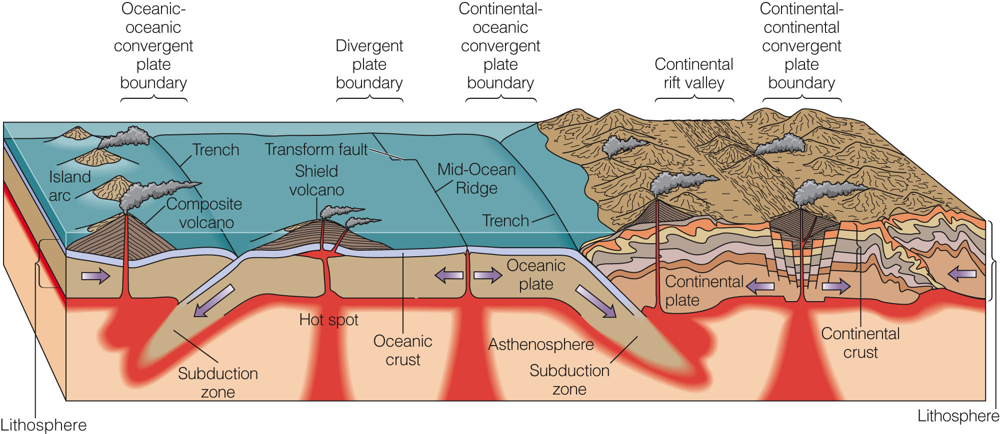 Oceanic-
oceanic
convergent
plate
boundary
Divergent
plate
boundary
Continental-
oceanic
convergent
plate
boundary
Continental
rift valley
Continental-
continental
convergent
plate
boundary
Trench
Transform fault
Shield
volcano
Mid-Ocean
Ridge
Island
arc
Composite
volcano
Trench
Oceanic
plate
Continental
plate
Hot spot
Oceanic
crust
Asthenosphere
Continental
crust
Subduction
zone
Subduction
zone
Lithosphere
Lithosphere